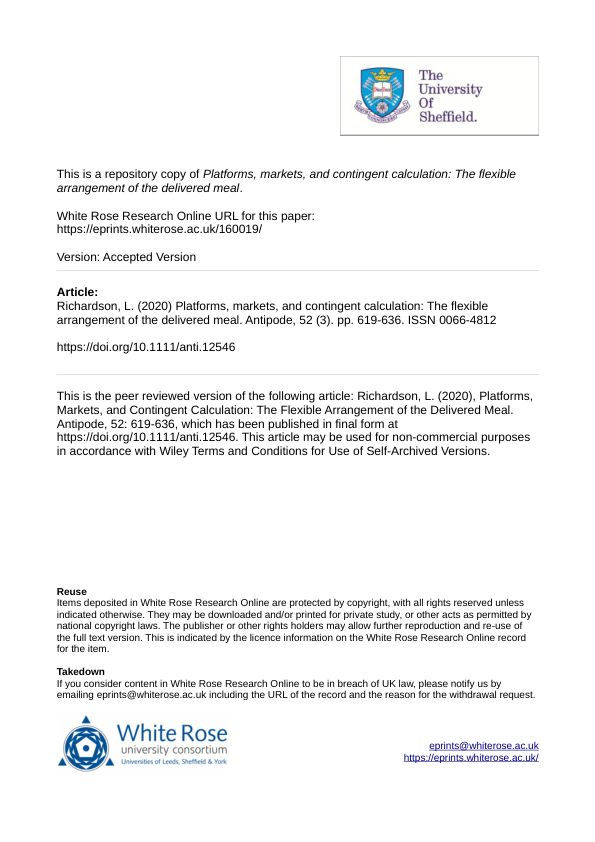 The
University
Of
Sheffield.
This is a repository copy of Platforms, markets, and contingent calculation: The flexible
arrangement of the delivered meal.
White Rose Research Online URL for this paper:
https://eprints.whiterose.ac.uk/160019/
Version: Accepted Version
Article:
Richardson, L. (2020) Platforms, markets, and contingent calculation: The flexible
arrangement of the delivered meal. Antipode, 52 (3). pp. 619-636. ISSN 0066-4812
https://doi.org/10.1111/anti.12546
This is the peer reviewed version of the following article: Richardson, L. (2020), Platforms,
Markets, and Contingent Calculation: The Flexible Arrangement of the Delivered Meal.
Antipode, 52: 619-636, which has been published in final form at
https://doi.org/10.1111/anti.12546. This article may be used for non-commercial purposes
in accordance with Wiley Terms and Conditions for Use of Self-Archived Versions.
Reuse
Items deposited in White Rose Research Online are protected by copyright, with all rights reserved unless
indicated otherwise. They may be downloaded and/or printed for private study, or other acts as permitted by
national copyright laws. The publisher or other rights holders may allow further reproduction and re-use of
the full text version. This is indicated by the licence information on the White Rose Research Online record
for the item.
Takedown
If you consider content in White Rose Research Online to be in breach of UK law, please notify us by
emailing eprints@whiterose.ac.uk including the URL of the record and the reason for the withdrawal request.
White Rose
university consortium
Universities of Leeds, Sheffield & York
eprints@whiterose.ac.uk
https://eprints.whiterose.ac.uk/